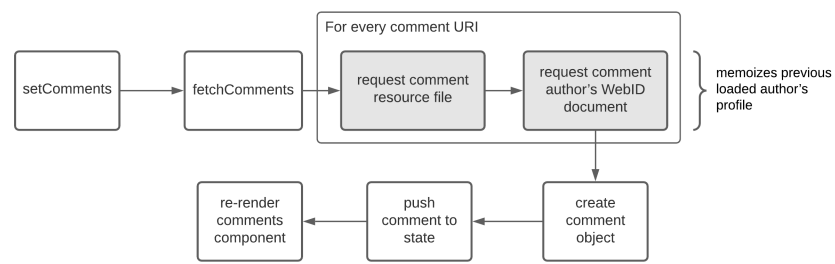 For every comment URI
setComments
fetchComments
request comment
resource file
request comment
author's WebID
document
memoizes previous
loaded author's
profile
re-render
comments
component
push
comment to
state
create
comment
object